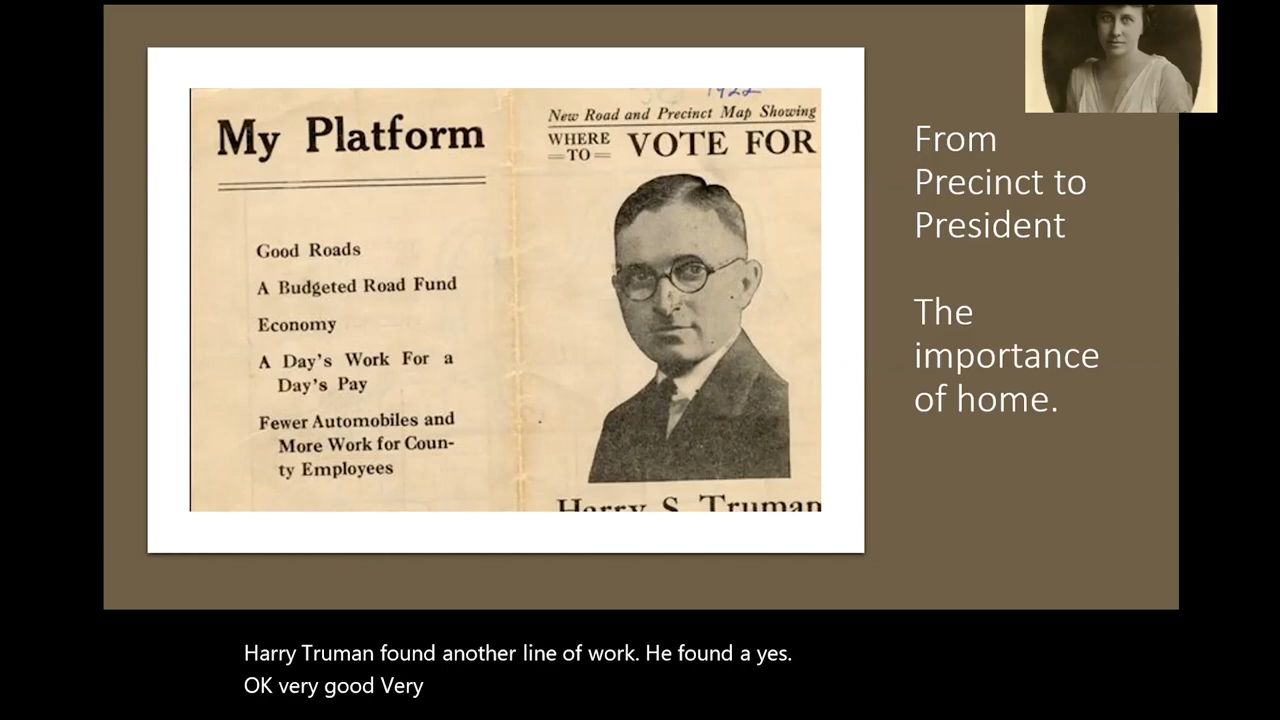 My Platform
Good Roads
A Budgeted Road Fund
Economy
A Day's Work For a
Day's Pay
Fewer Automobiles and
More Work for Coun-
ty Employees
1922
New Road and Precinct Map Showing
WHERE
TO
VOTE FOR
Harry S. Truman
From
Precinct to
President
The
importance
of home.
Harry Truman found another line of work. He found a yes.
OK very good Very